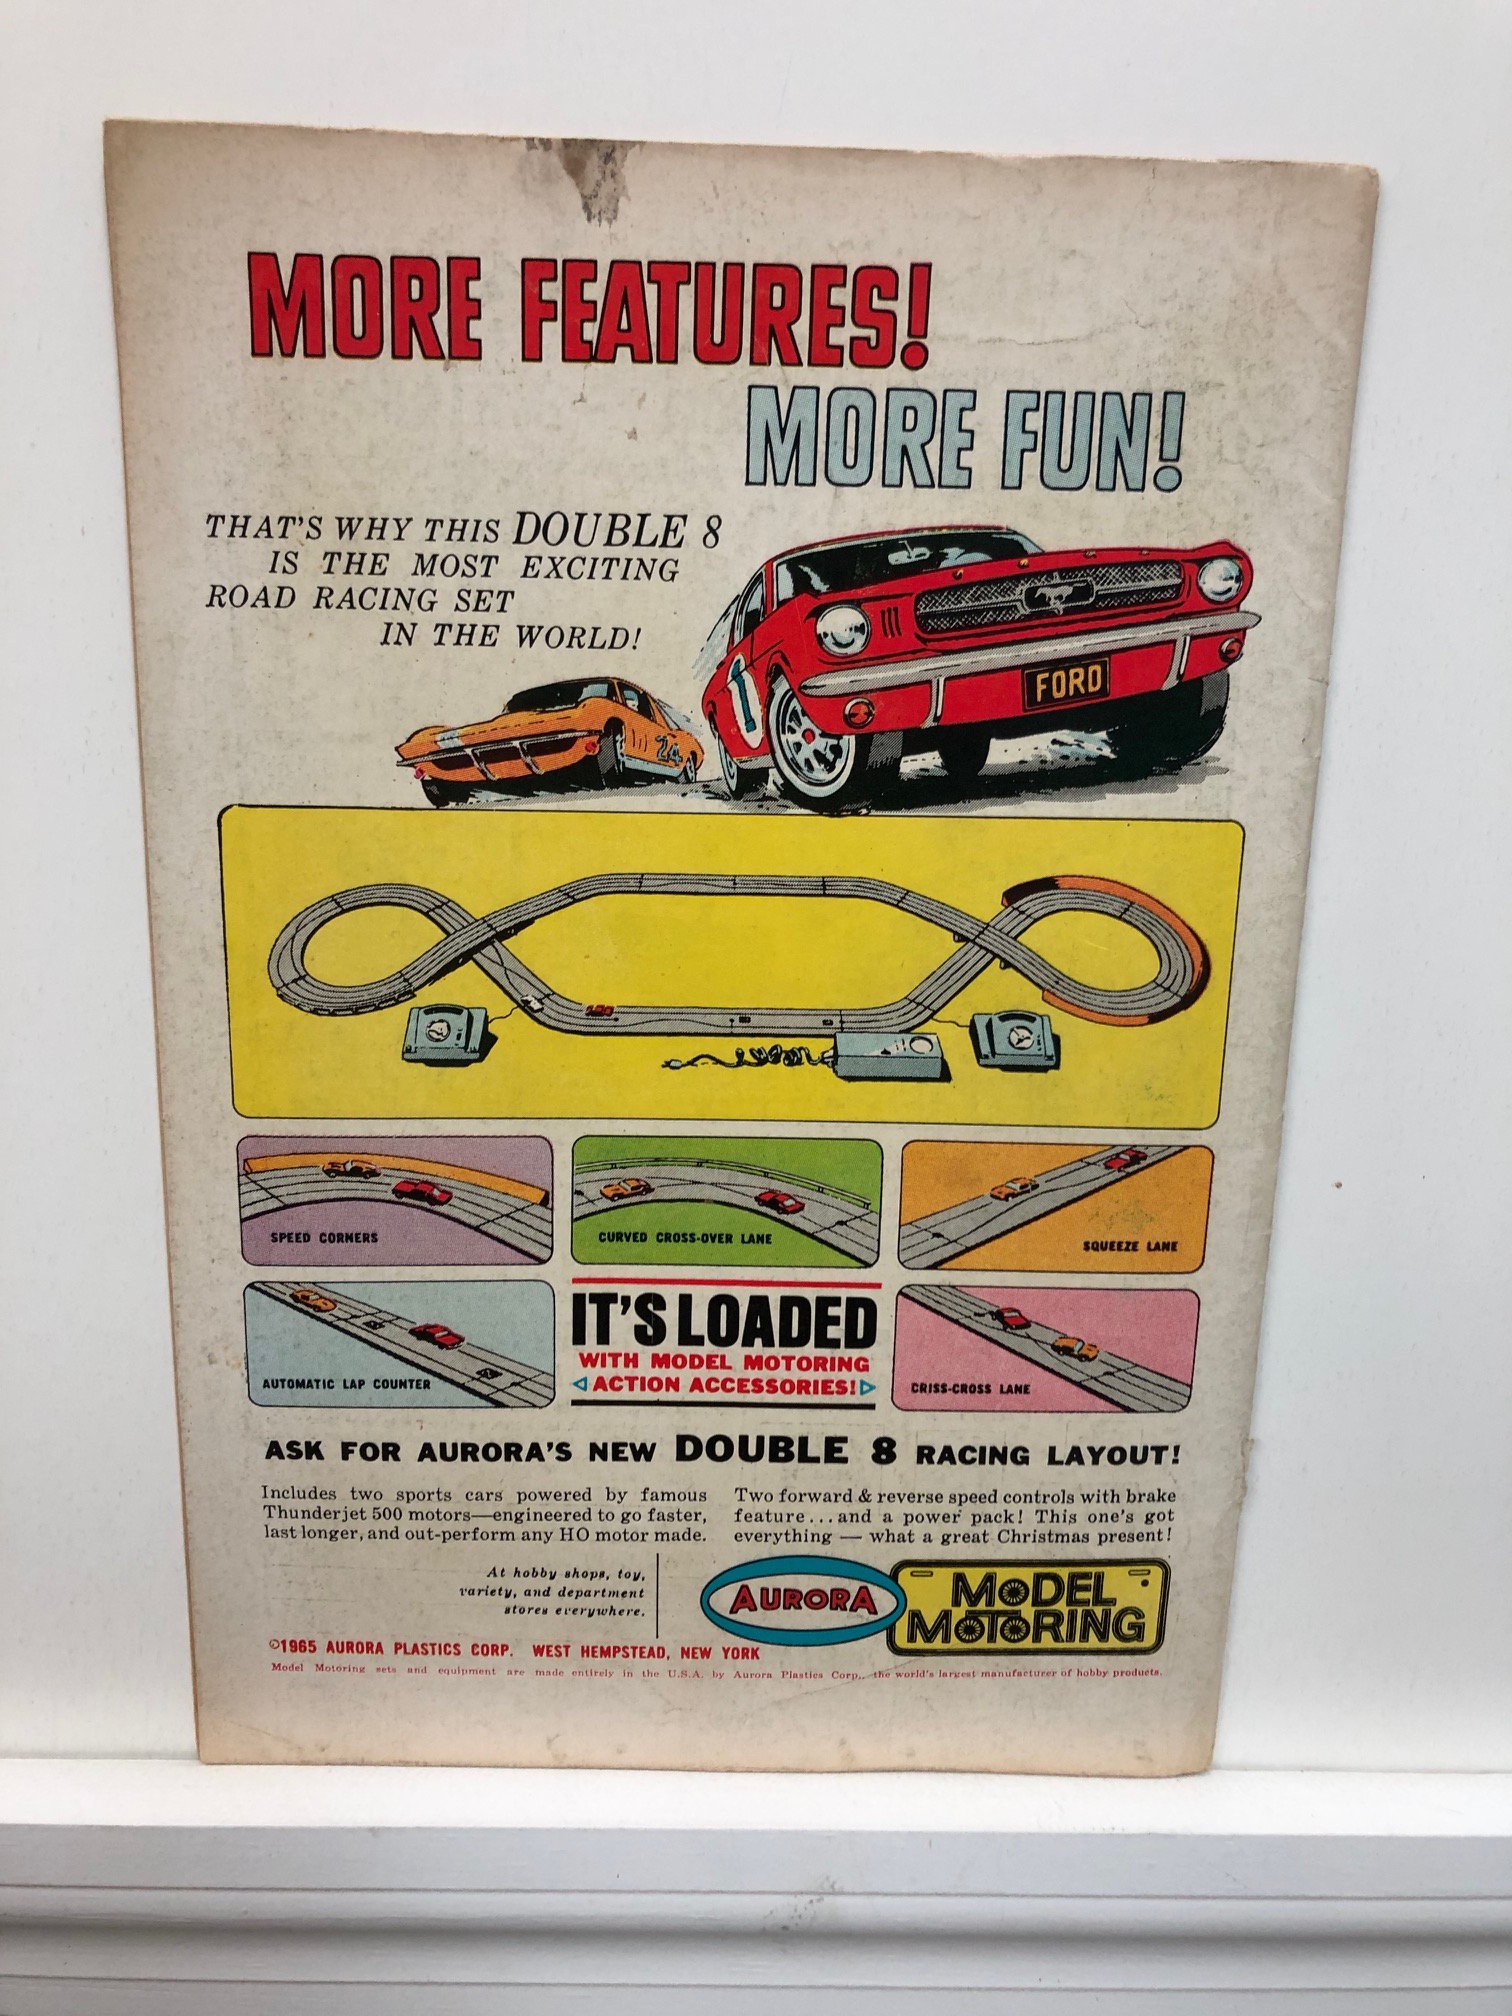 MORE FEATURES!
MORE FUN!
THAT'S WHY THIS DOUBLE 8
IS THE MOST EXCITING
ROAD RACING SET
IN THE WORLD!
FORD
24
1
SPEED CORNERS
CURVED CROSS-OVER LANE
SQUEEZE LANE
AUTOMATIC LAP COUNTER
IT'S LOADED
WITH MODEL MOTORING
ACTION ACCESSORIES!
CRISS-CROSS LANE
ASK FOR AURORA'S NEW DOUBLE 8 RACING LAYOUT!
Includes two sports cars powered by famous
Thunderjet 500 motors—engineered to go faster,
last longer, and out-perform any HO motor made.
Two forward & reverse speed controls with brake
feature...and a power pack! This one's got
everything — what a great Christmas present!
At hobby shops, toy,
variety, and department
stores everywhere.
AURORA
MODEL
MOTORING
©1965 AURORA PLASTICS CORP. WEST HEMPSTEAD, NEW YORK
Model Motoring sets and equipment are made entirely in the U.S.A. by Aurora Plastics Corp., the world's largest manufacturer of hobby products.